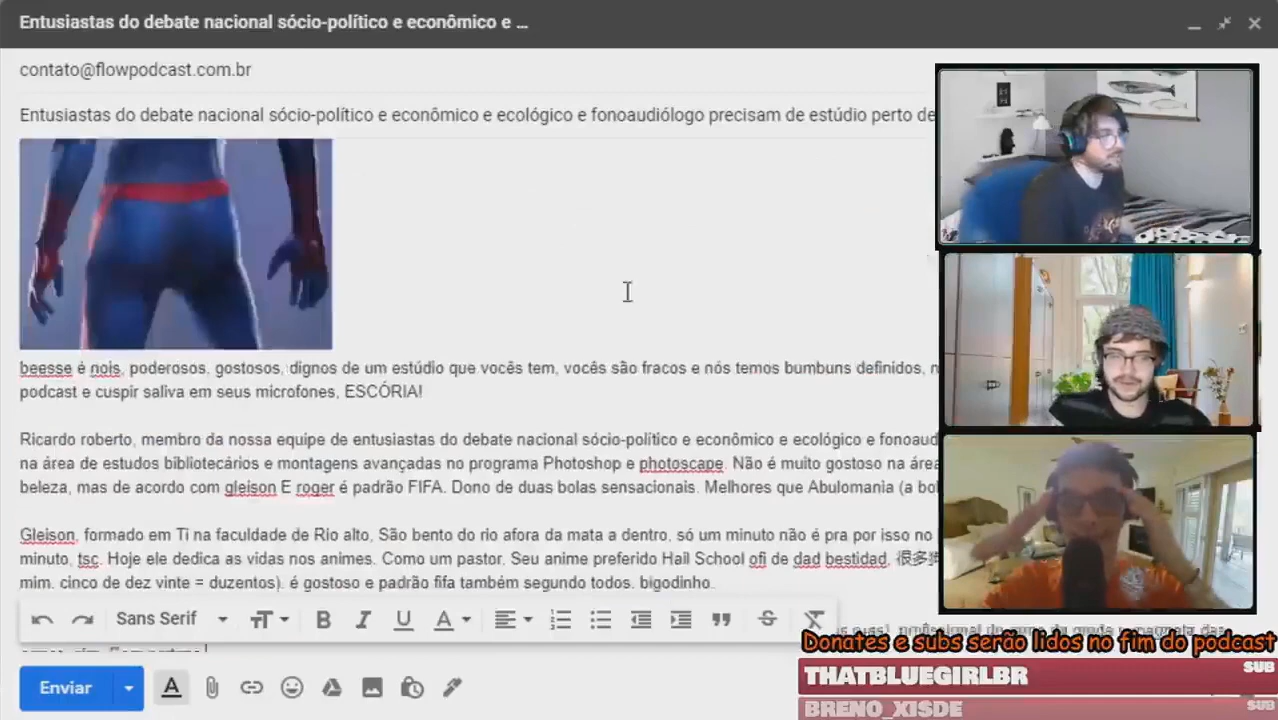 Entusiastas do debate nacional sócio-político e econômico e ...
contato@flowpodcast.com.br
Entusiastas do debate nacional sócio-político e econômico e ecológico e fonoaudiólogo precisam de estúdio perto de
beesse é nois, poderosos, gostosos, dignos de um estúdio que vocês tem, vocês são fracos e nós temos bumbuns definidos,
podcast e cuspir saliva em seus microfones, ESCÓRIA!
Ricardo roberto, membro da nossa equipe de entusiastas do debate nacional sócio-político e econômico e ecológico e
na área de estudos bibliotecários e montagens avançadas no programa Photoshop e photoscape. Não é muito gostoso na área
beleza, mas de acordo com gleison E roger é padrão FIFA. Dono de duas bolas sensacionais. Melhores que Abulomania (a
Gleison, formado em Ti na faculdade de Rio alto, São bento do rio afora da mata a dentro, só um minuto não é pra por isso no
minuto, tsc. Hoje ele dedica as vidas nos animes. Como um pastor. Seu anime preferido Hail School ofi de dad bestidad, 很多
mim, cinco de dez vinte = duzentos). é gostoso e padrão fifa também segundo todos. bigodinho.
Sans Serif
Enviar
Donates e subs serão lidos no fim do podcast
THATBLUEGIRLBR SUB
BRENO_XISDE SUB